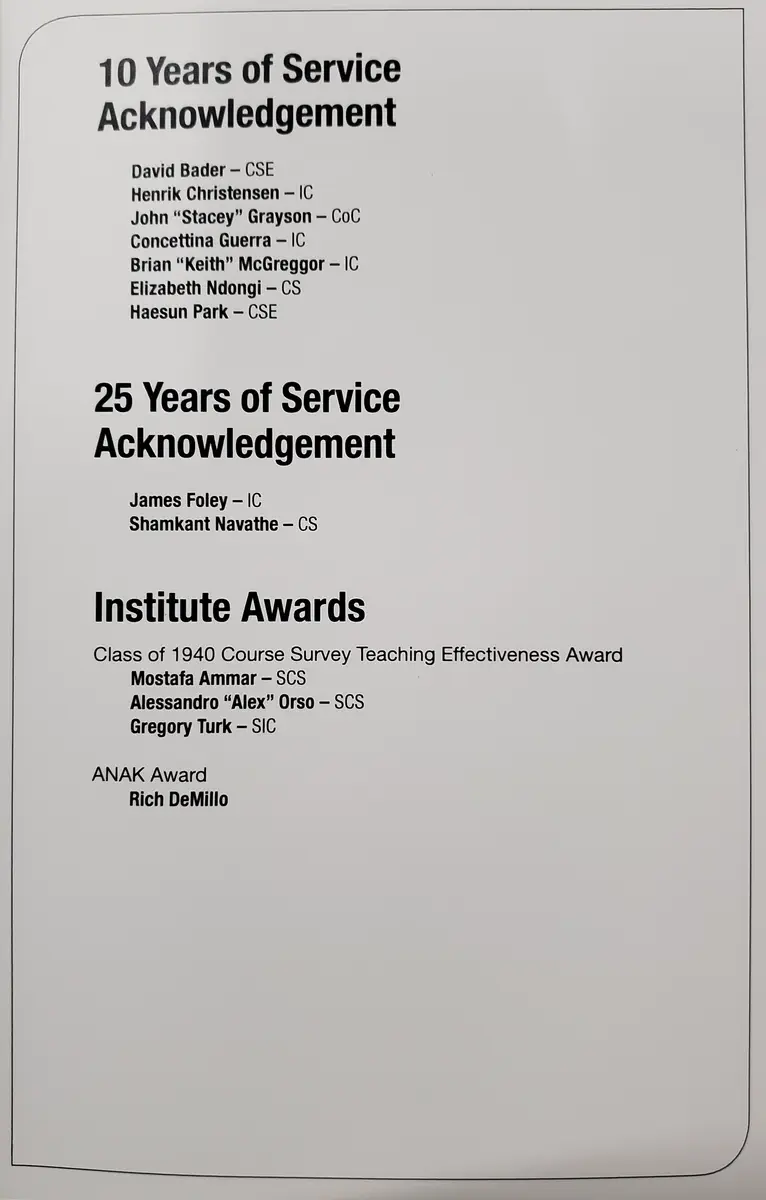 10 Years of Service
Acknowledgement
David Bader – CSE
Henrik Christensen – IC
John “Stacey” Grayson – CoC
Concettina Guerra – IC
Brian “Keith” McGreggor – IC
Elizabeth Ndongi – CS
Haesun Park – CSE
25 Years of Service
Acknowledgement
James Foley – IC
Shamkant Navathe – CS
Institute Awards
Class of 1940 Course Survey Teaching Effectiveness Award
Mostafa Ammar – SCS
Alessandro “Alex” Orso – SCS
Gregory Turk – SIC
ANAK Award
Rich DeMillo